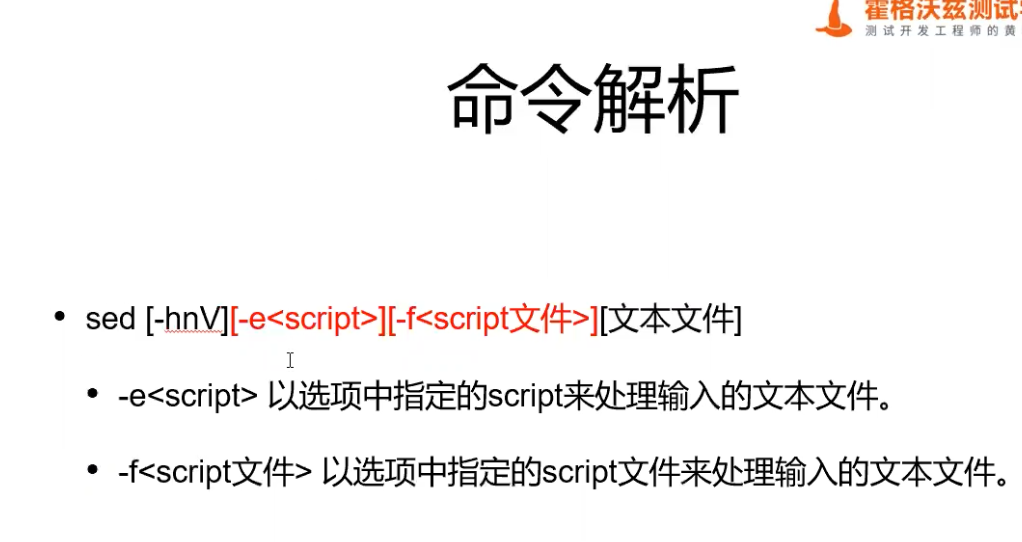 霍格沃兹测试
测试开发工程师的黄
命令解析
• sed [-hnV][-e<script>][-f<script文件>][文本文件]
• -e<script> 以选项中指定的script来处理输入的文本文件。
• -f<script文件> 以选项中指定的script文件来处理输入的文本文件。